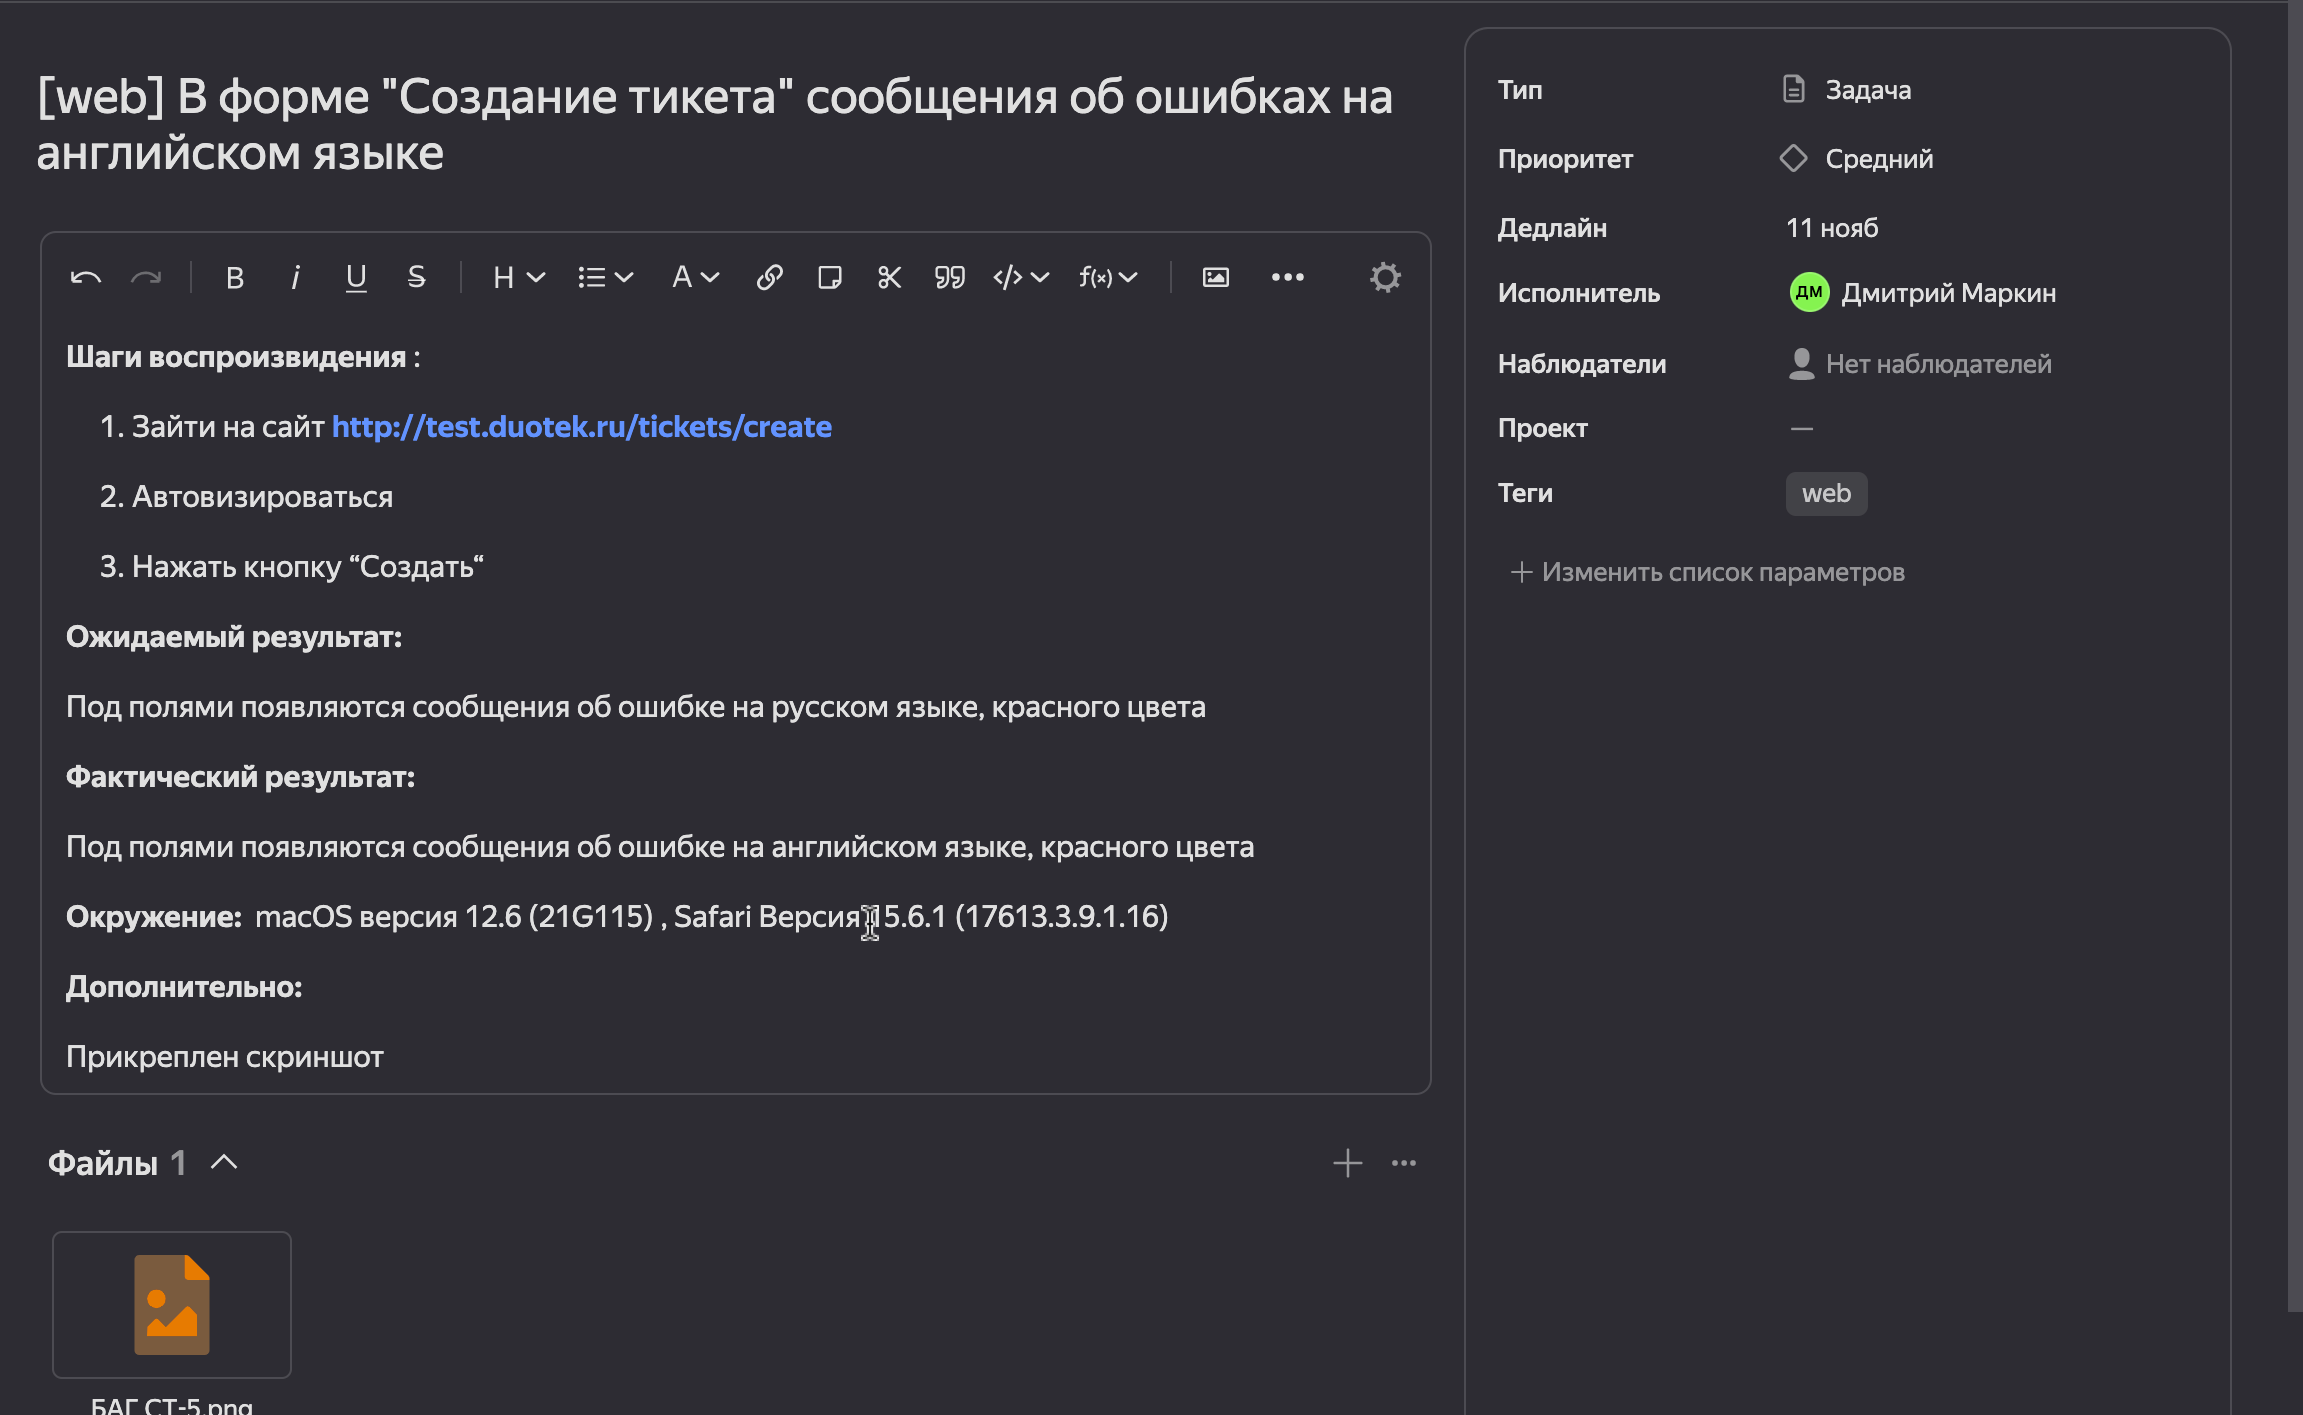 [web] В форме "Создание тикета" сообщения об ошибках на
английском языке
B i U S H A </> f(x)
Шаги воспроизвидения :
1. Зайти на сайт http://test.duotek.ru/tickets/create
2. Автовизироваться
3. Нажать кнопку “Создать“
Ожидаемый результат:
Под полями появляются сообщения об ошибке на русском языке, красного цвета
Фактический результат:
Под полями появляются сообщения об ошибке на английском языке, красного цвета
Окружение: macOS версия 12.6 (21G115) , Safari Версия 15.6.1 (17613.3.9.1.16)
Дополнительно:
Прикреплен скриншот
Файлы 1
БАГ СТ-5.png
Тип Задача
Приоритет Средний
Дедлайн 11 нояб
Исполнитель ДМ Дмитрий Маркин
Наблюдатели Нет наблюдателей
Проект —
Теги web
Изменить список параметров